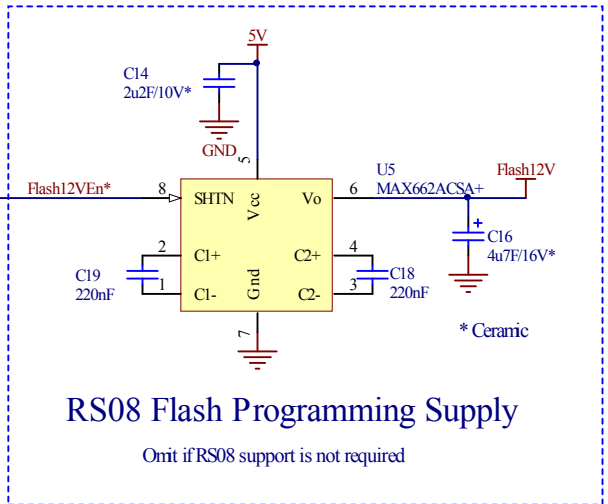 5V
C14
2u2F/10V*
GND
5
U5
MAX662ACSA+
Flash12V
Flash12VEn*
8
SHTN
Vcc
Vo
6
C16
4u7F/16V*
2
C1+
C2+
4
C19
220nF
C18
220nF
1
C1-
Gnd
C2-
3
7
* Ceramic
RS08 Flash Programming Supply
Omit if RS08 support is not required